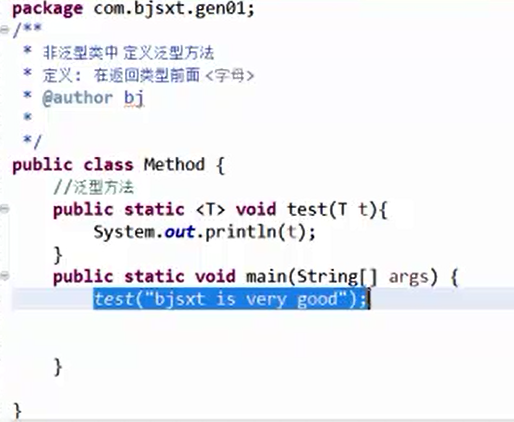 package com.bjsxt.gen01;
/**
 * 非泛型类中 定义泛型方法
 * 定义: 在返回类型前面 <字母>
 * @author bj
 *
 */
public class Method {
    //泛型方法
    public static <T> void test(T t){
        System.out.println(t);
    }
    public static void main(String[] args) {
        test("bjsxt is very good");
    }
}